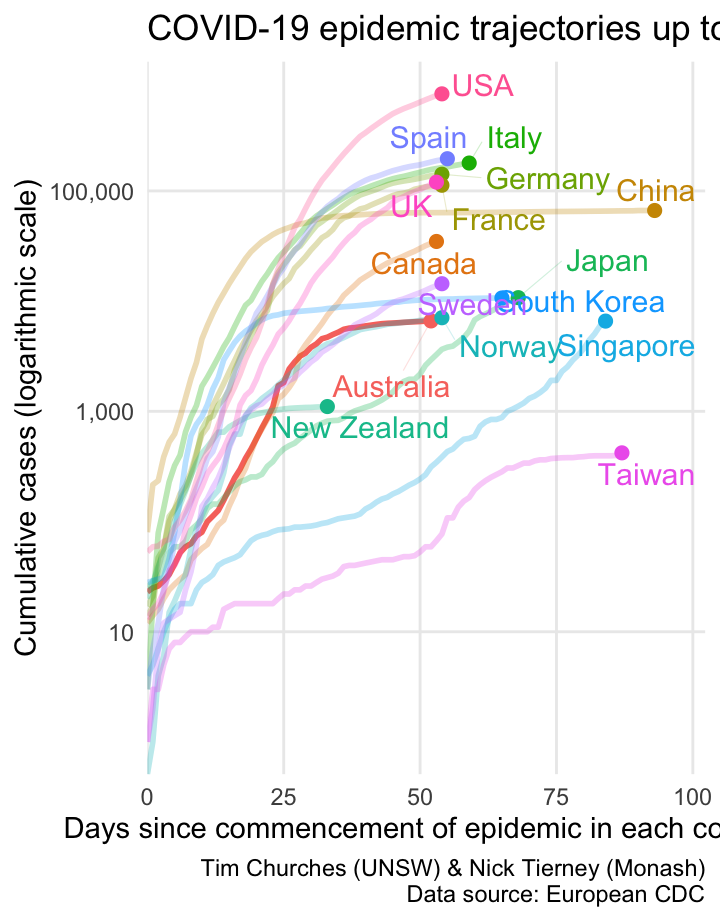 COVID-19 epidemic trajectories up to
USA
Spain
Italy
Germany
China
UK
France
Canada
Japan
Sweden
South Korea
Norway
Singapore
Australia
New Zealand
Taiwan
Cumulative cases (logarithmic scale)
100,000
1,000
10
0 25 50 75 100
Days since commencement of epidemic in each co
Tim Churches (UNSW) & Nick Tierney (Monash)
Data source: European CDC